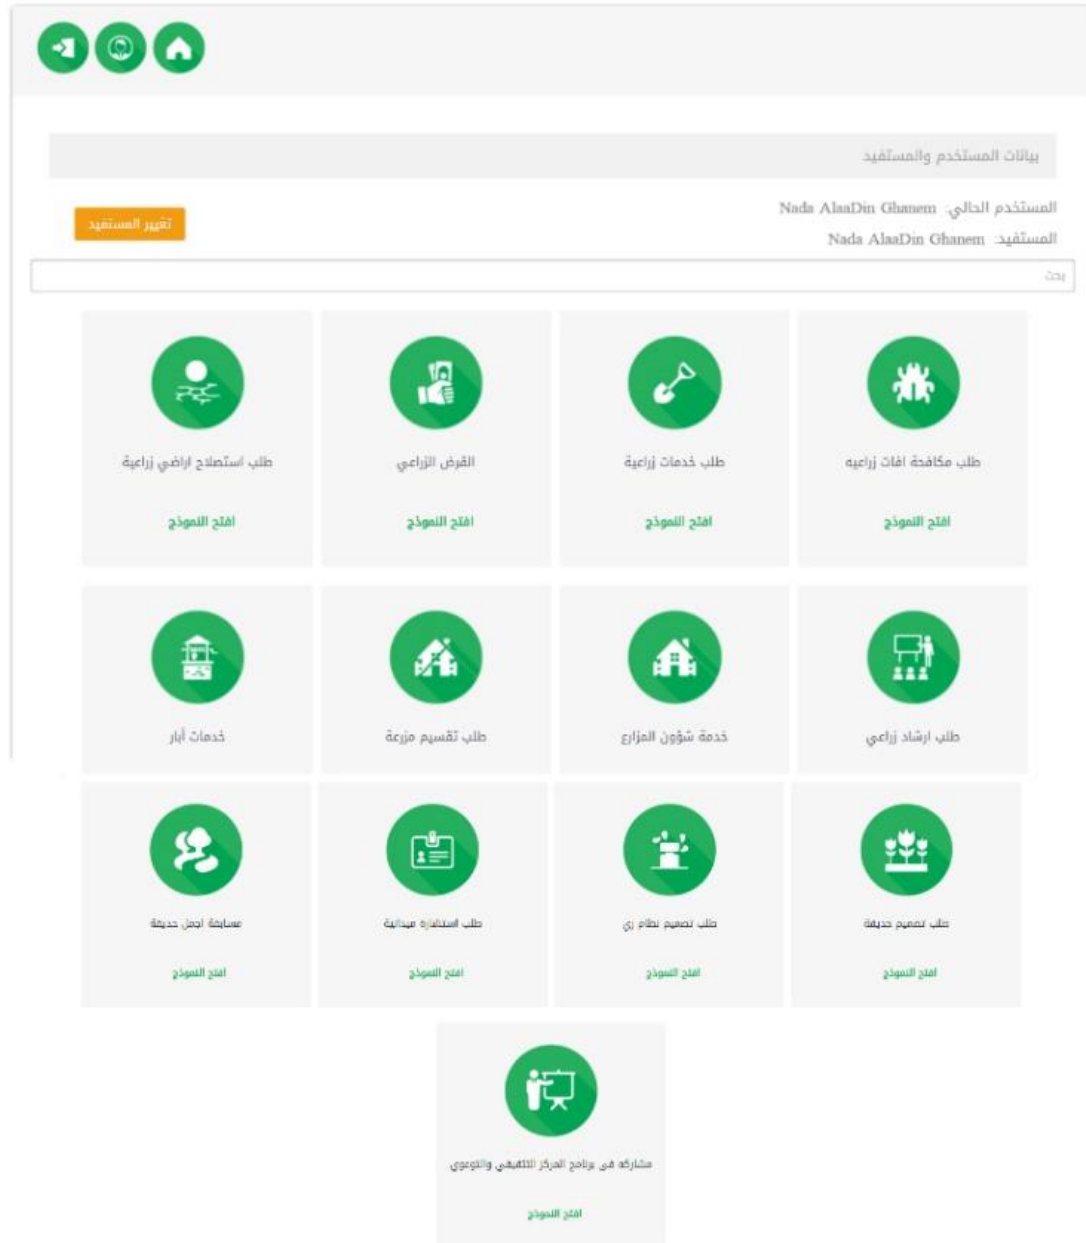 بيانات المستخدم والمستفيد
المستخدم الحالي: Nada AlaaDin Ghanem
تغيير المستفيد
المستفيد: Nada AlaaDin Ghanem
بحث
طلب مكافحة افات زراعيه
طلب خدمات زراعية
القرض الزراعي
طلب استصلاح اراضي زراعية
افتح النموذج
افتح النموذج
افتح النموذج
افتح النموذج
طلب ارشاد زراعي
خدمة شؤون المزارع
طلب تقسيم مزرعة
خدمات أبار
طلب تصميم حديقة
طلب تصميم نظام ري
طلب استشارة ميدانية
مسابقة اجمل حديقة
افتح النموذج
افتح النموذج
افتح النموذج
افتح النموذج
مشاركه في برنامج المركز التثقيفي والتوعوي
افتح النموذج